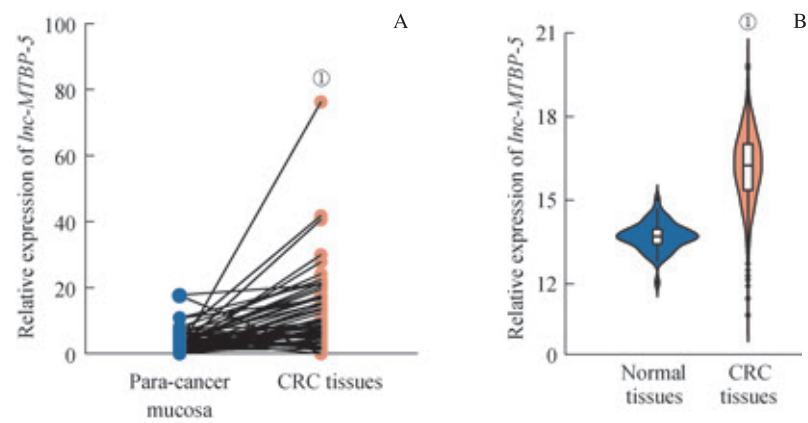 A
Relative expression of lnc-MTBP-5
100
80
60
40
20
0
①
Para-cancer
mucosa
CRC tissues
B
Relative expression of lnc-MTBP-5
21
18
15
12
0
①
Normal
tissues
CRC
tissues